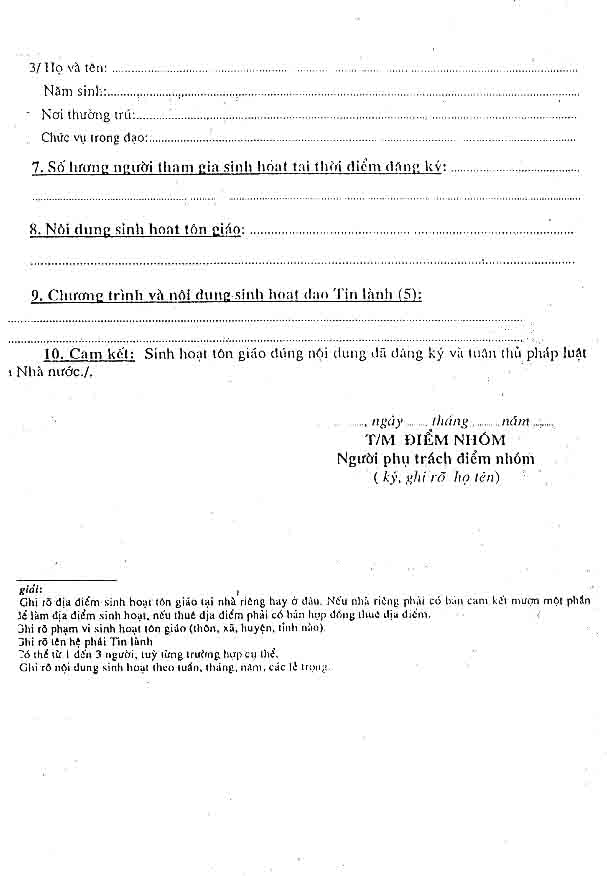 3/ Họ và tên: ................
Năm sinh:................
- Nơi thường trú:................
Chức vụ trong đạo:................
7. Số lượng người tham gia sinh hoạt tại thời điểm đăng ký: ................
................
8. Nội dung sinh hoạt tôn giáo: ................
................
9. Chương trình và nội dung sinh hoạt đạo Tin lành (5):
................
................
10. Cam kết: Sinh hoạt tôn giáo đúng nội dung đã đăng ký và tuân thủ pháp luật
Nhà nước./.
........, ngày ...... tháng ......... năm ........
T/M ĐIỂM NHÓM
Người phụ trách điểm nhóm
( ký, ghi rõ họ tên)
giải:
Ghi rõ địa điểm sinh hoạt tôn giáo tại nhà riêng hay ở đâu. Nếu nhà riêng phải có bản cam kết mượn một phần
để làm địa điểm sinh hoạt, nếu thuê địa điểm phải có bản hợp đồng thuê địa điểm.
Ghi rõ phạm vi sinh hoạt tôn giáo (thôn, xã, huyện, tỉnh nào).
Ghi rõ tên hệ phái Tin lành
Có thể từ 1 đến 3 người, tuỳ từng trường hợp cụ thể.
Ghi rõ nội dung sinh hoạt theo tuần, tháng, năm, các lễ trọng.